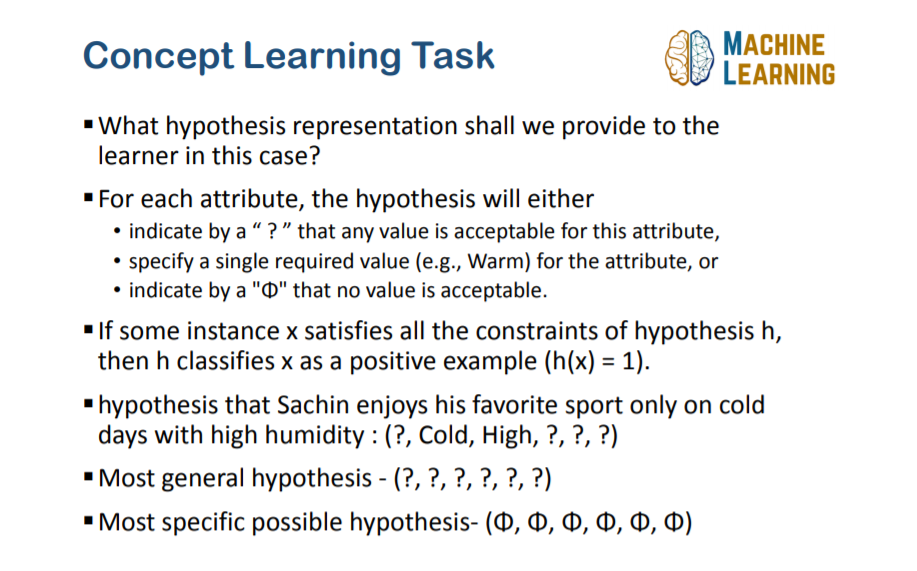 Concept Learning Task
MACHINE
LEARNING
▪ What hypothesis representation shall we provide to the
learner in this case?
▪ For each attribute, the hypothesis will either
• indicate by a “ ? ” that any value is acceptable for this attribute,
• specify a single required value (e.g., Warm) for the attribute, or
• indicate by a "Φ" that no value is acceptable.
▪ If some instance x satisfies all the constraints of hypothesis h,
then h classifies x as a positive example (h(x) = 1).
▪ hypothesis that Sachin enjoys his favorite sport only on cold
days with high humidity : (?, Cold, High, ?, ?, ?)
▪ Most general hypothesis - (?, ?, ?, ?, ?, ?)
▪ Most specific possible hypothesis- (Φ, Φ, Φ, Φ, Φ, Φ)